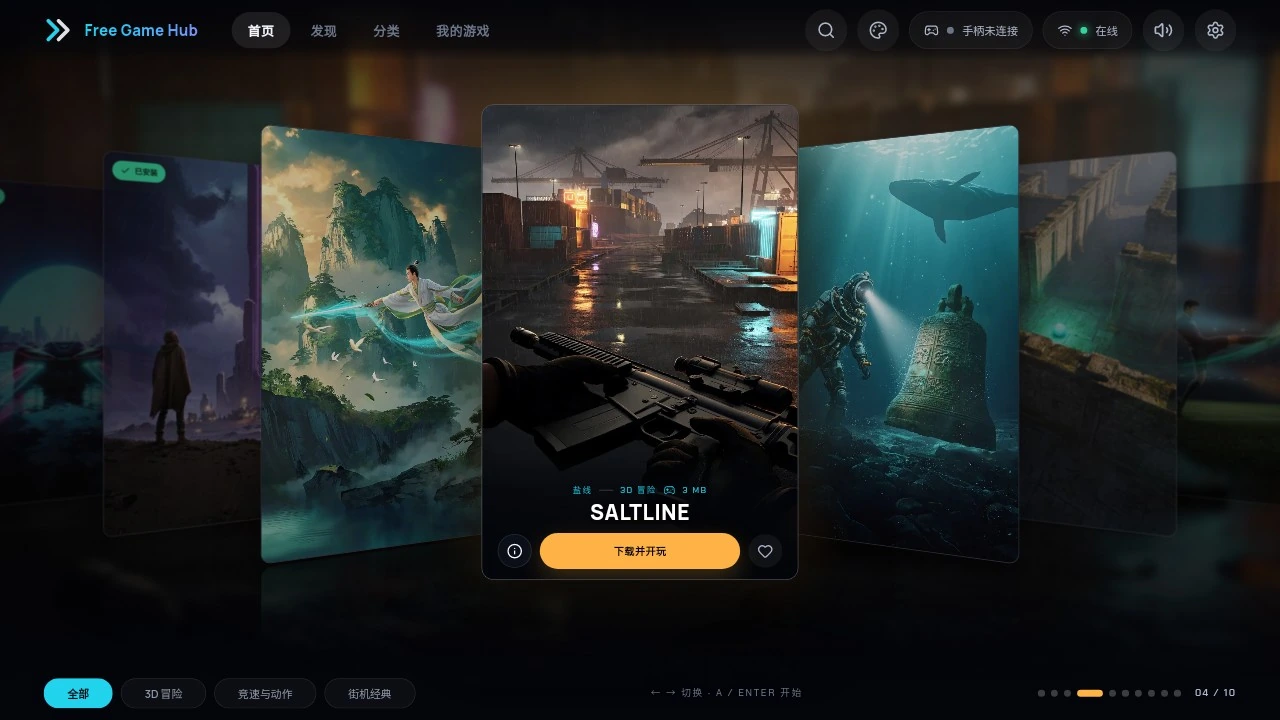 Free Game Hub
首页
发现
分类
我的游戏
手柄未连接
在线
已安装
盐线 — 3D 冒险 3 MB
SALTLINE
下载并开玩
全部
3D 冒险
竞速与动作
街机经典
← → 切换 · A / ENTER 开始
04 / 10